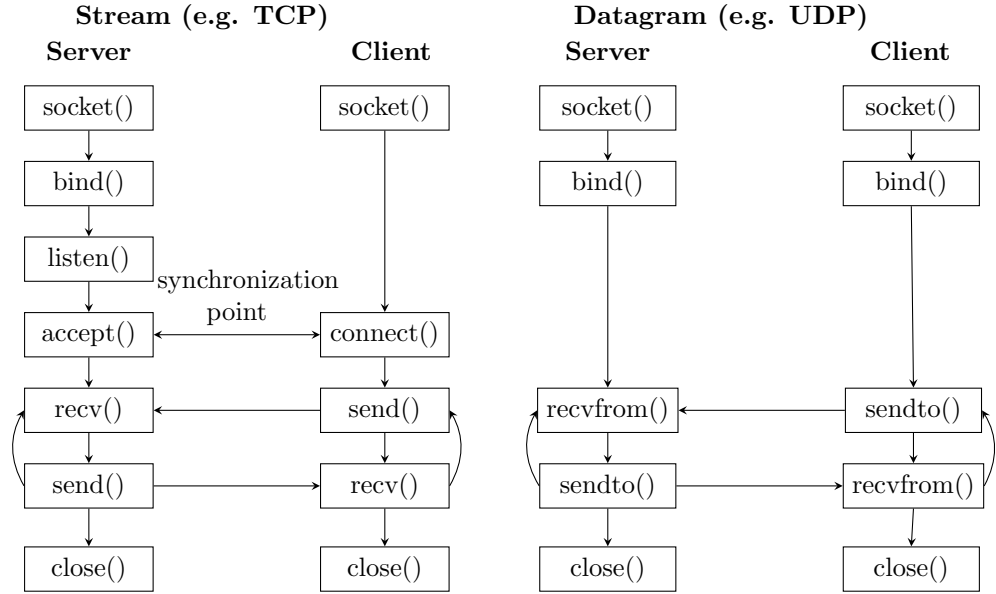 Stream (e.g. TCP)
Server
Client
socket()
bind()
listen()
accept()
recv()
send()
close()
synchronization
point
socket()
connect()
send()
recv()
close()
Datagram (e.g. UDP)
Server
Client
socket()
bind()
recvfrom()
sendto()
close()
socket()
bind()
sendto()
recvfrom()
close()